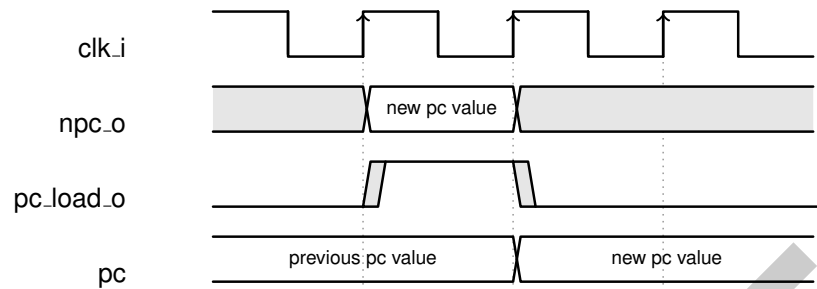 clk_i
npc_o
new pc value
pc_load_o
pc
previous pc value
new pc value